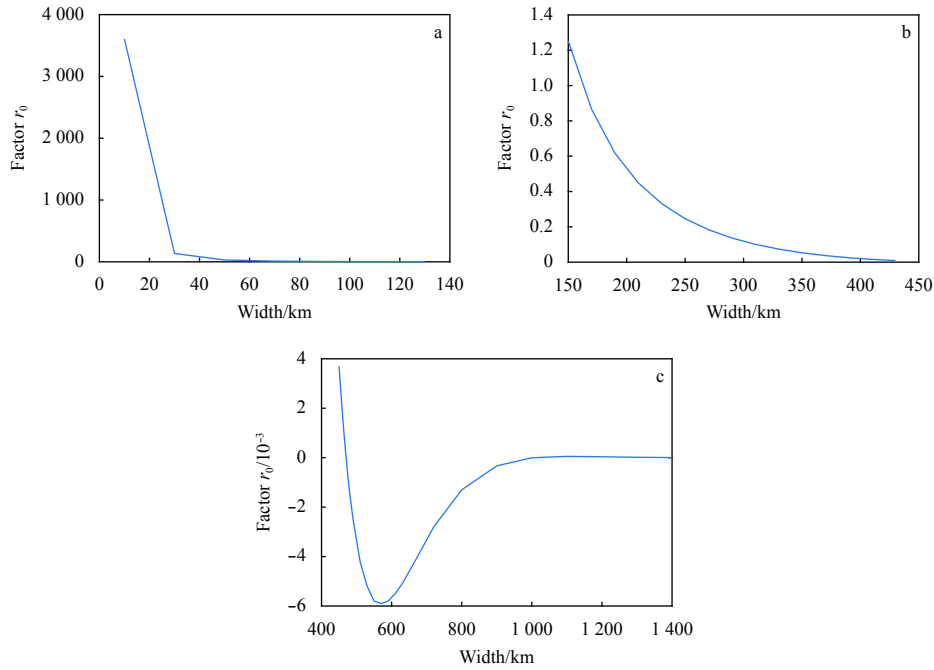 a
Factor r₀
4 000
3 000
2 000
1 000
0
0 20 40 60 80 100 120 140
Width/km
b
Factor r₀
1.4
1.2
1.0
0.8
0.6
0.4
0.2
0
150 200 250 300 350 400 450
Width/km
c
Factor r₀/10⁻³
4
2
0
−2
−4
−6
400 600 800 1 000 1 200 1 400
Width/km